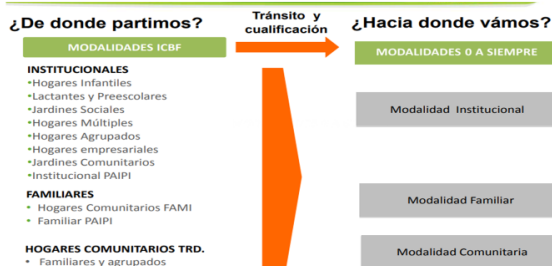 ¿De donde partimos?
Tránsito y
cualificación
¿Hacia donde vámos?
MODALIDADES ICBF
MODALIDADES 0 A SIEMPRE
INSTITUCIONALES
•Hogares Infantiles
•Lactantes y Preescolares
•Jardines Sociales
•Hogares Múltiples
•Hogares Agrupados
•Hogares empresariales
•Jardines Comunitarios
•Institucional PAIPI
Modalidad Institucional
FAMILIARES
• Hogares Comunitarios FAMI
• Familiar PAIPI
Modalidad Familiar
HOGARES COMUNITARIOS TRD.
• Familiares y agrupados
Modalidad Comunitaria